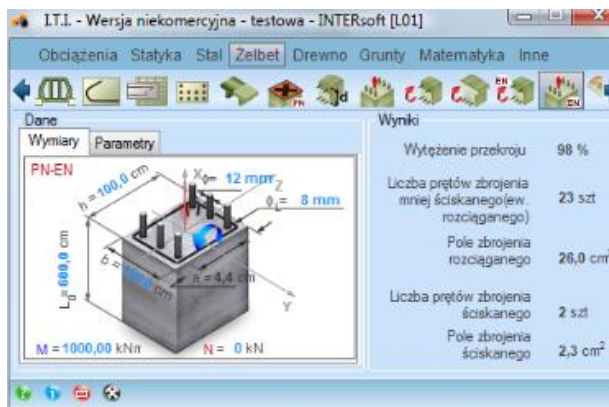 I.T.I. - Wersja niekomercyjna - testowa - INTERsoft [L01]
Obciążenia Statyka Stal Żelbet Drewno Grunty Matematyka Inne
Dane
Wymiary Parametry
PN-EN
h = 100,0 cm
X
ϕ= 12 mm
Z
ϕL= 8 mm
L0 = 600,0 cm
b =
cm
a = 4,4 cm
Y
M = 1000,00 kNm N = 0 kN
Wyniki
Wytężenie przekroju 98 %
Liczba prętów zbrojenia
mniej ściskanego(ew. 23 szt
rozciąganego)
Pole zbrojenia
rozciąganego 26,0 cm²
Liczba prętów zbrojenia
ściskanego 2 szt
Pole zbrojenia
ściskanego 2,3 cm²